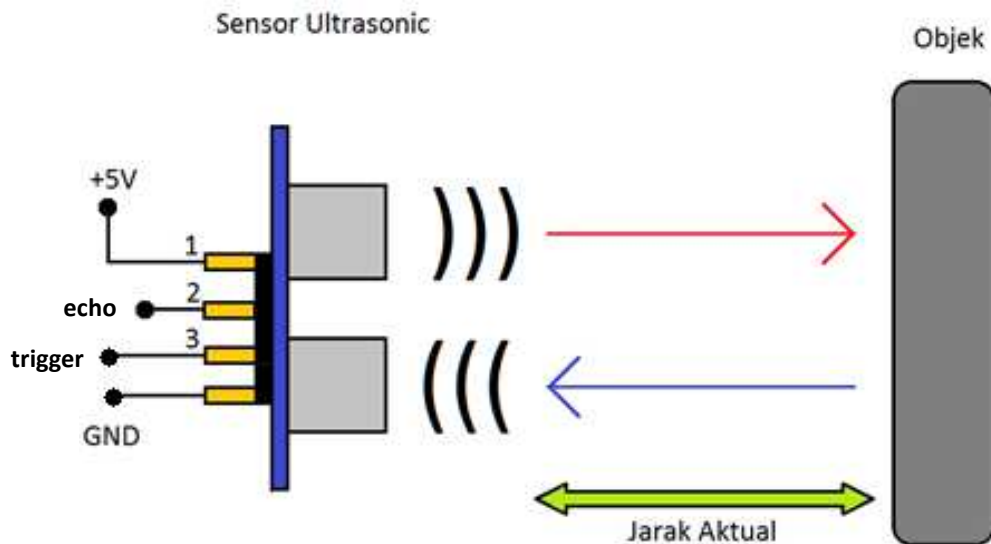 Sensor Ultrasonic
Objek
+5V
1
2
echo
3
trigger
GND
Jarak Aktual